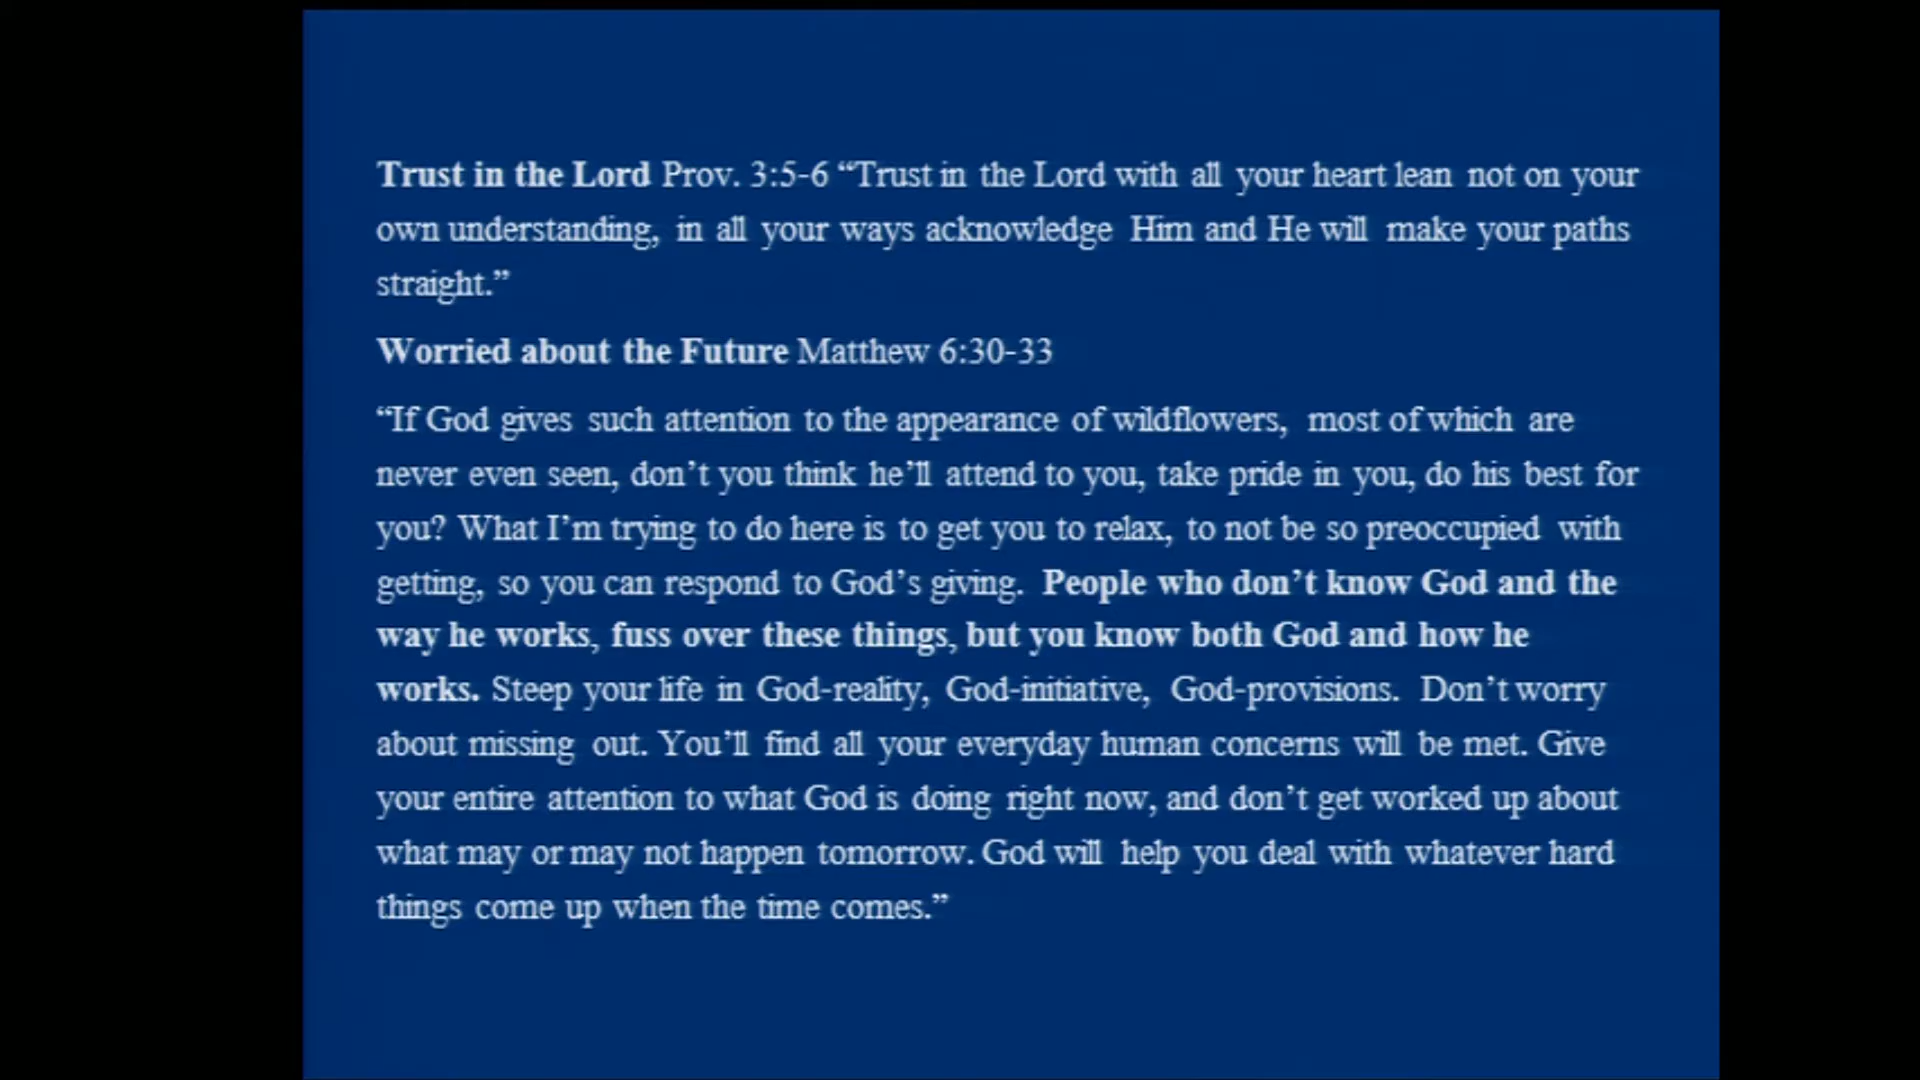 Trust in the Lord Prov. 3:5-6 “Trust in the Lord with all your heart lean not on your
own understanding, in all your ways acknowledge Him and He will make your paths
straight.”
Worried about the Future Matthew 6:30-33
“If God gives such attention to the appearance of wildflowers, most of which are
never even seen, don’t you think he’ll attend to you, take pride in you, do his best for
you? What I’m trying to do here is to get you to relax, to not be so preoccupied with
getting, so you can respond to God’s giving. People who don’t know God and the
way he works, fuss over these things, but you know both God and how he
works. Steep your life in God-reality, God-initiative, God-provisions. Don’t worry
about missing out. You’ll find all your everyday human concerns will be met. Give
your entire attention to what God is doing right now, and don’t get worked up about
what may or may not happen tomorrow. God will help you deal with whatever hard
things come up when the time comes.”